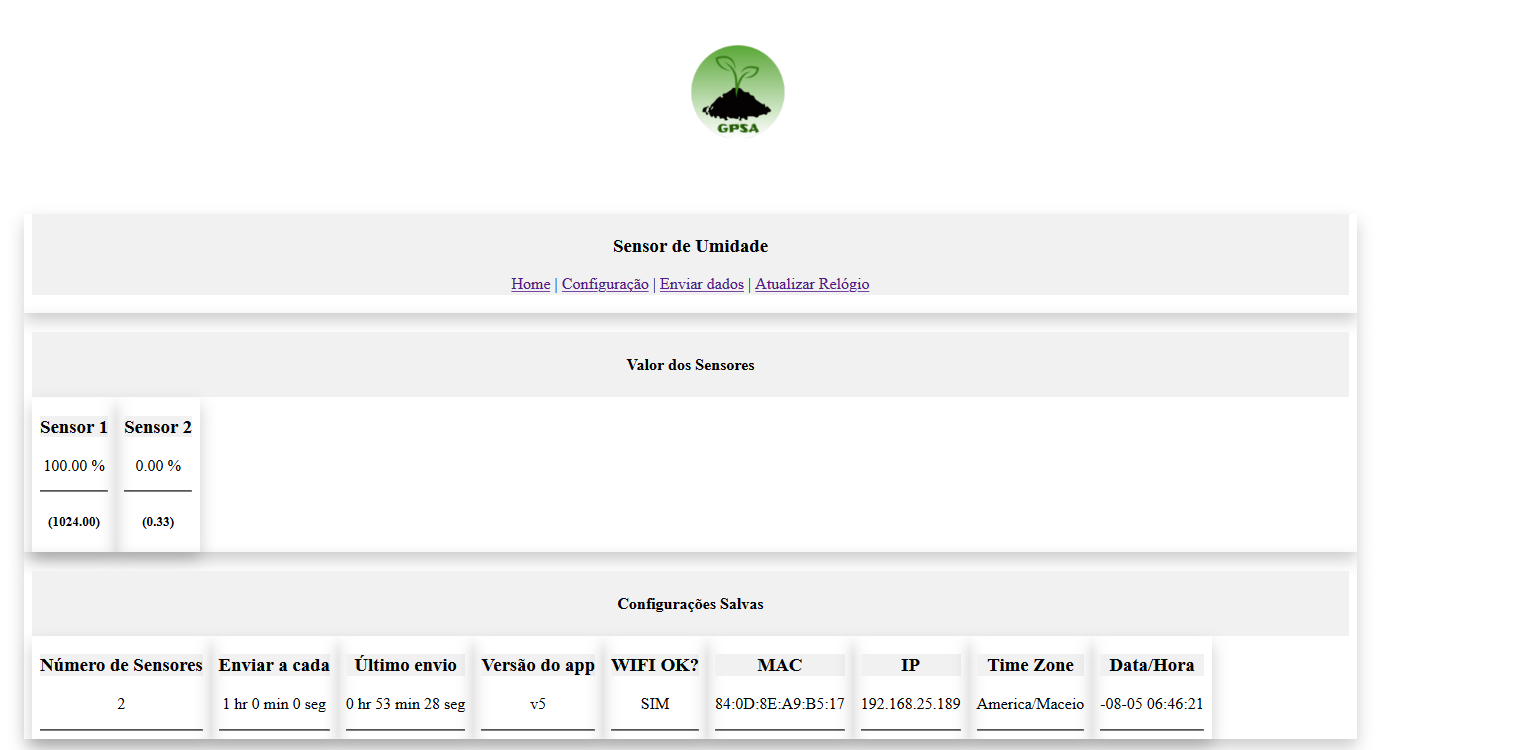 GPSA
Sensor de Umidade
Home | Configuração | Enviar dados | Atualizar Relógio
Valor dos Sensores
Sensor 1 Sensor 2
100.00 % 0.00 %
(1024.00) (0.33)
Configurações Salvas
Número de Sensores Enviar a cada Último envio Versão do app WIFI OK? MAC IP Time Zone Data/Hora
2 1 hr 0 min 0 seg 0 hr 53 min 28 seg v5 SIM 84:0D:8E:A9:B5:17 192.168.25.189 America/Maceio -08-05 06:46:21